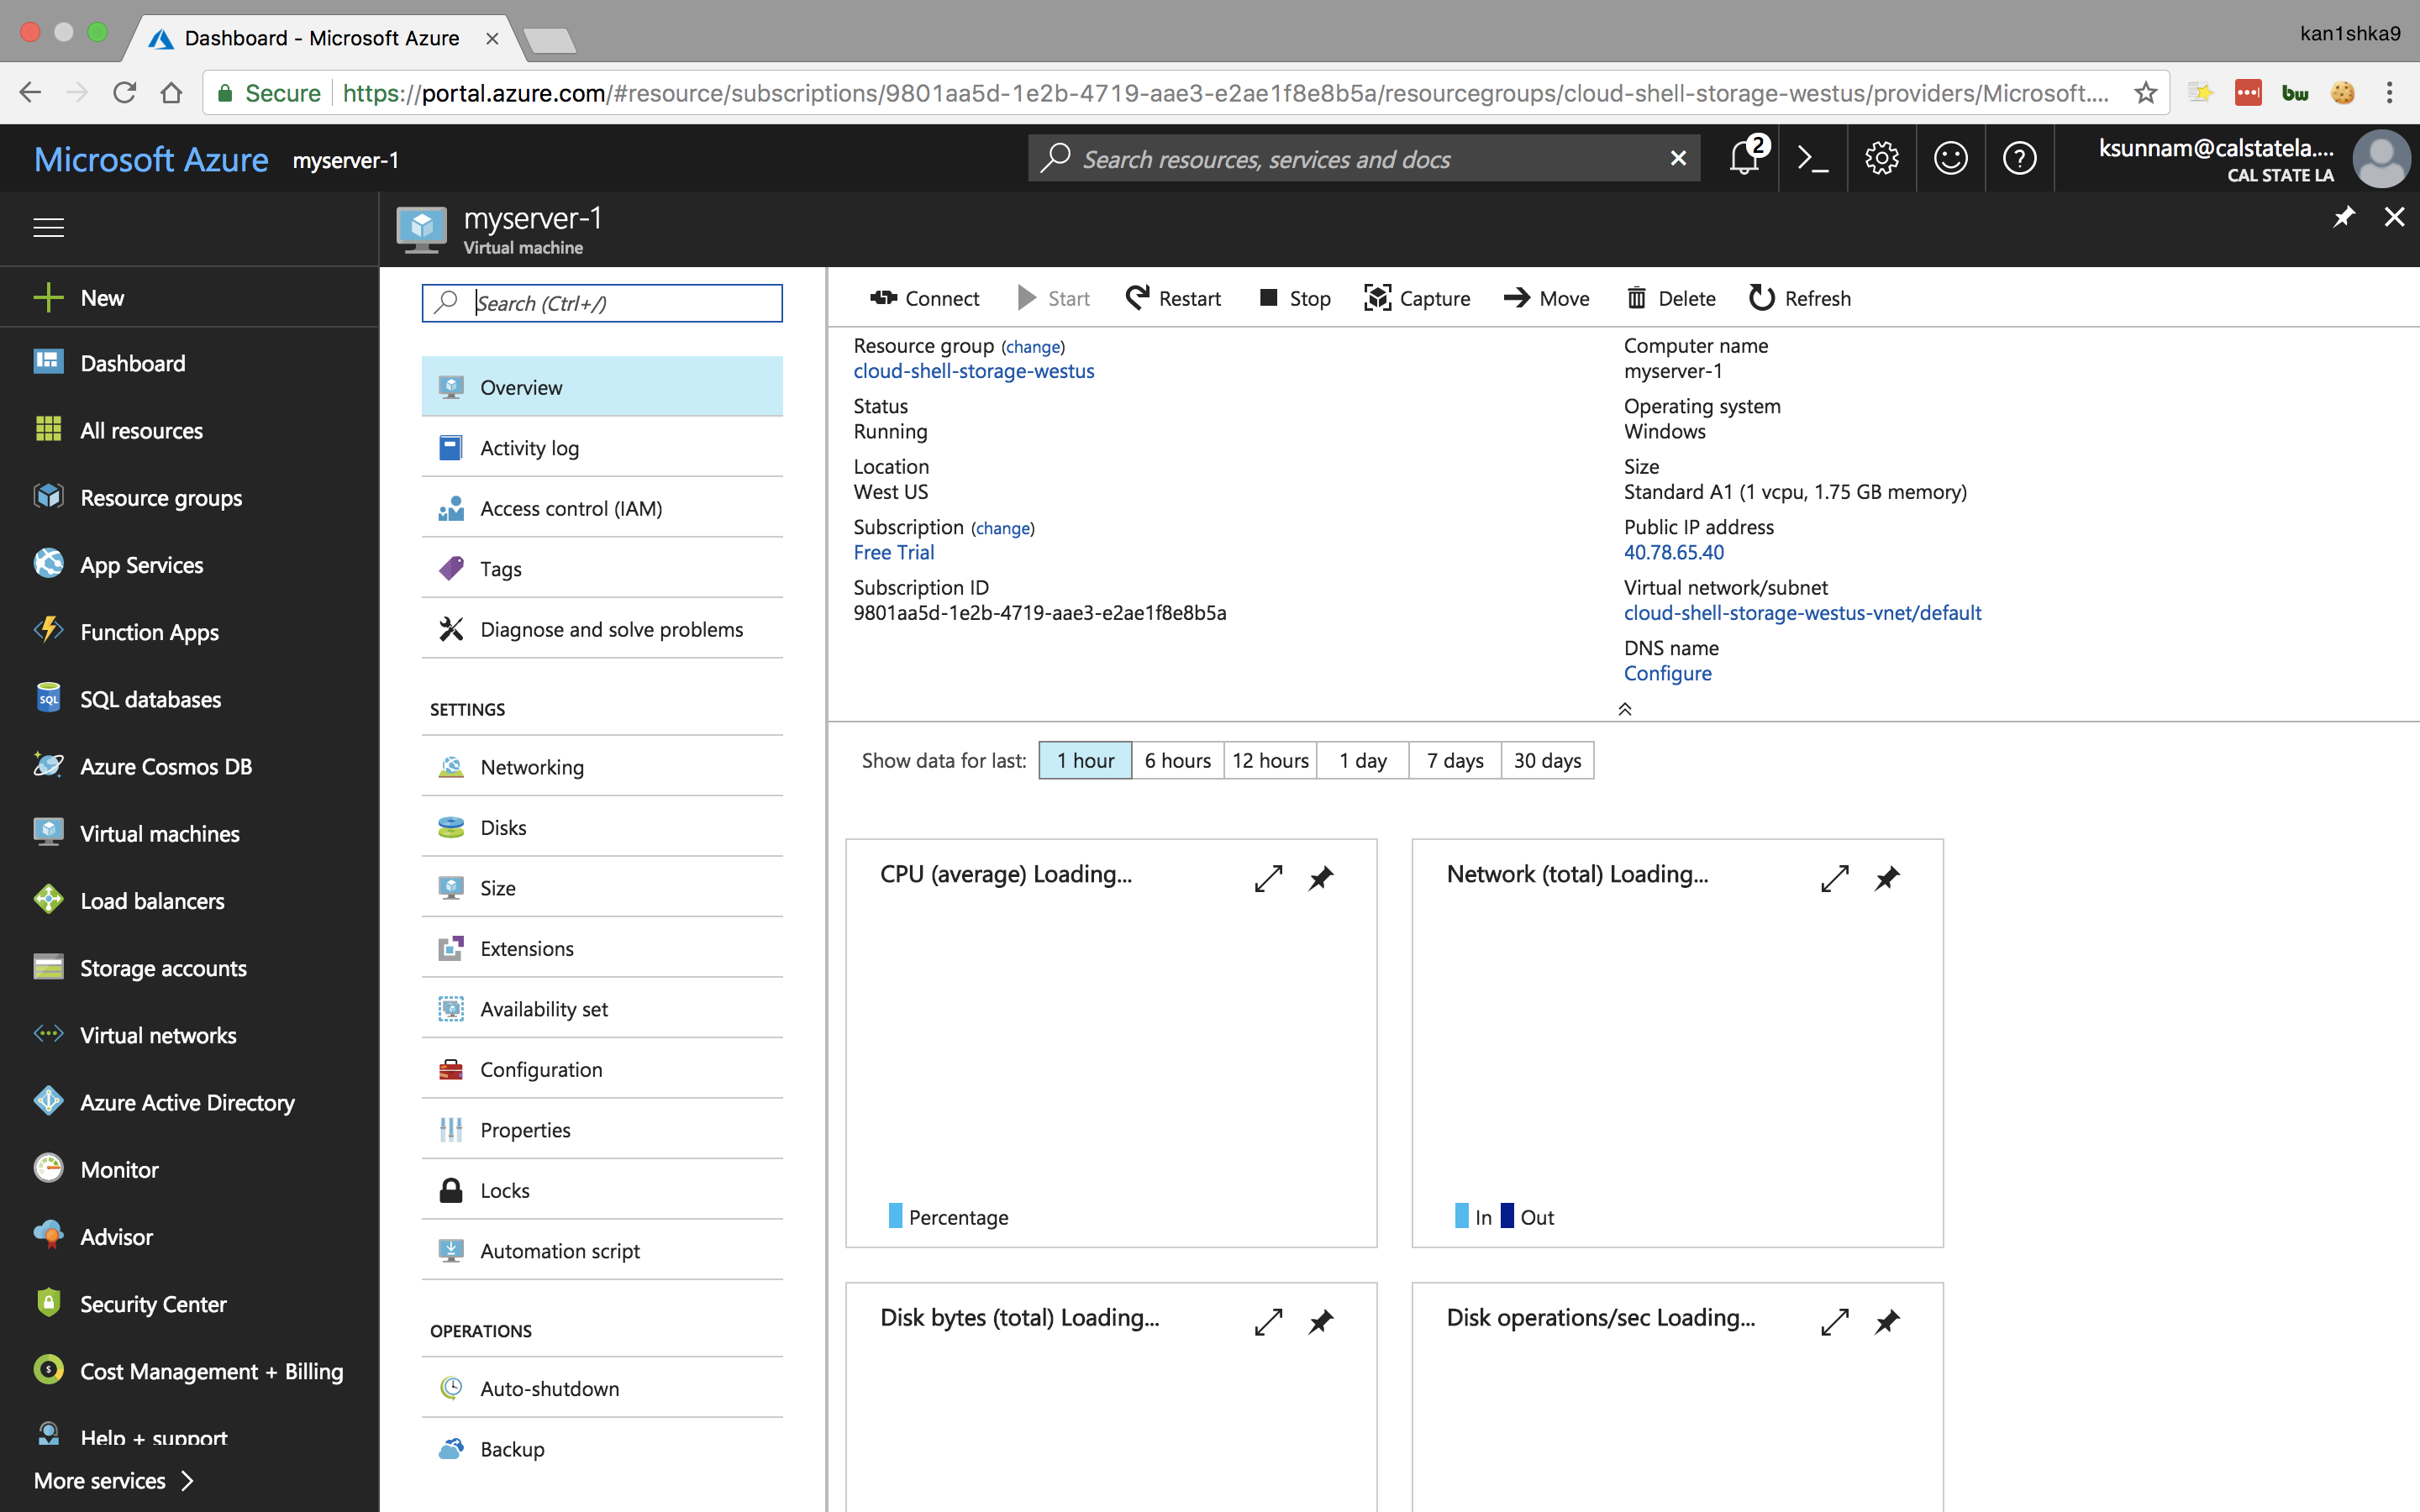 Dashboard - Microsoft Azure
kan1shka9
Secure https://portal.azure.com/#resource/subscriptions/9801aa5d-1e2b-4719-aae3-e2ae1f8e8b5a/resourcegroups/cloud-shell-storage-westus/providers/Microsoft....
bw
Microsoft Azure myserver-1
Search resources, services and docs
2
ksunnam@calstatela....
CAL STATE LA
myserver-1
Virtual machine
New
Dashboard
All resources
Resource groups
App Services
Function Apps
SQL
SQL databases
Azure Cosmos DB
Virtual machines
Load balancers
Storage accounts
Virtual networks
Azure Active Directory
Monitor
Advisor
Security Center
Cost Management + Billing
Help + support
More services
Search (Ctrl+/)
Overview
Activity log
Access control (IAM)
Tags
Diagnose and solve problems
SETTINGS
Networking
Disks
Size
Extensions
Availability set
Configuration
Properties
Locks
Automation script
OPERATIONS
Auto-shutdown
Backup
Connect Start Restart Stop Capture Move Delete Refresh
Resource group (change)
cloud-shell-storage-westus
Status
Running
Location
West US
Subscription (change)
Free Trial
Subscription ID
9801aa5d-1e2b-4719-aae3-e2ae1f8e8b5a
Computer name
myserver-1
Operating system
Windows
Size
Standard A1 (1 vcpu, 1.75 GB memory)
Public IP address
40.78.65.40
Virtual network/subnet
cloud-shell-storage-westus-vnet/default
DNS name
Configure
Show data for last: 1 hour 6 hours 12 hours 1 day 7 days 30 days
CPU (average) Loading...
Percentage
Network (total) Loading...
In Out
Disk bytes (total) Loading...
Disk operations/sec Loading...